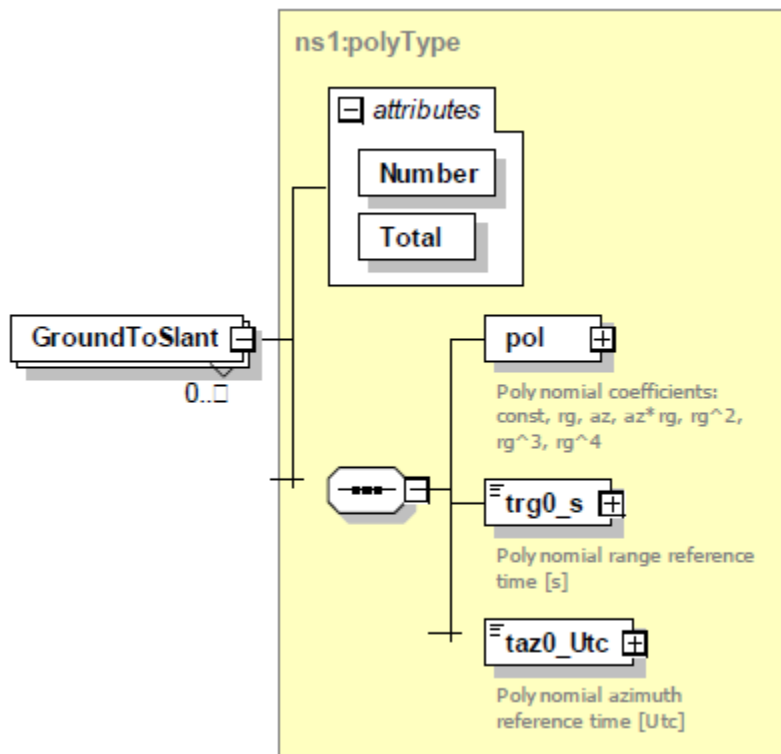 ns1:polyType
attributes
Number
Total
GroundToSlant
0..□
pol
Polynomial coefficients:
const, rg, az, az*rg, rg^2,
rg^3, rg^4
trg0_s
Polynomial range reference
time [s]
taz0_Utc
Polynomial azimuth
reference time [Utc]